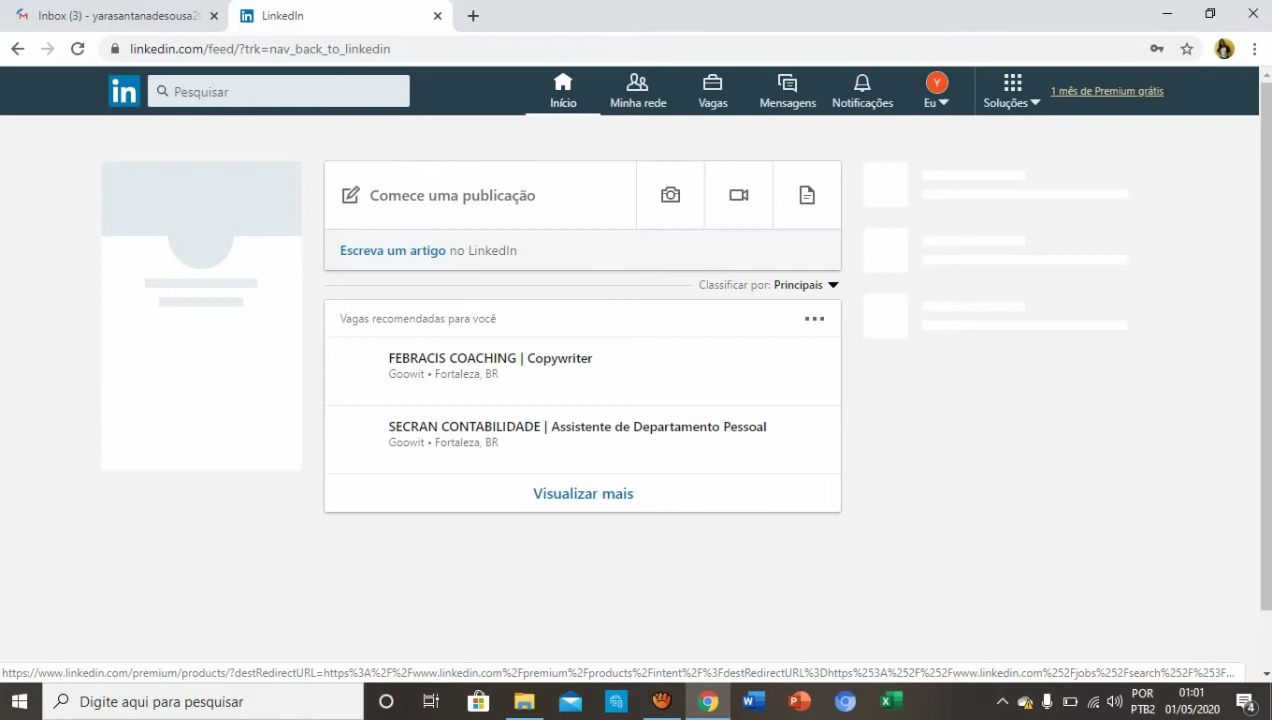 Inbox (3) - yarasantanadesousa2
LinkedIn
linkedin.com/feed/?trk=nav_back_to_linkedin
in
Pesquisar
Início
Minha rede
Vagas
Mensagens
Notificações
Y
Eu
Soluções
1 mês de Premium grátis
Comece uma publicação
Escreva um artigo no LinkedIn
Classificar por: Principais
Vagas recomendadas para você
FEBRACIS COACHING | Copywriter
Goowit • Fortaleza, BR
SECRAN CONTABILIDADE | Assistente de Departamento Pessoal
Goowit • Fortaleza, BR
Visualizar mais
https://www.linkedin.com/premium/products/?destRedirectURL=https%3A%2F%2Fwww.linkedin.com%2Fpremium%2Fproducts%2Fintent%2F%3FdestRedirectURL%3Dhttps%253A%252F%252Fwww.linkedin.com%252Fjobs%252Fsearch%252F%253F...
Digite aqui para pesquisar
POR
PTB2
01:01
01/05/2020
4